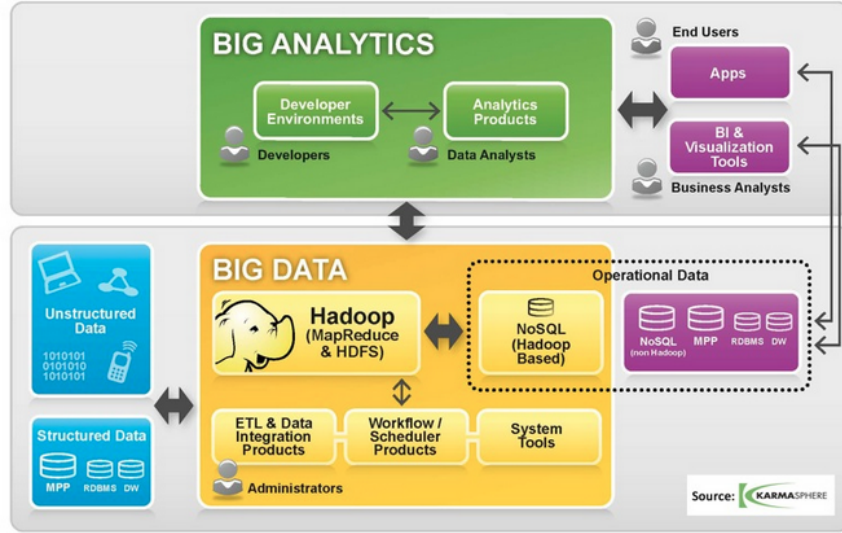 BIG ANALYTICS
Developer
Environments
Analytics
Products
Developers
Data Analysts
End Users
Apps
BI &
Visualization
Tools
Business Analysts
Unstructured
Data
1010101
0101010
1010101
Structured Data
MPP RDBMS DW
BIG DATA
Hadoop
(MapReduce
& HDFS)
NoSQL
(Hadoop
Based)
Operational Data
NoSQL MPP RDBMS DW
(non Hadoop)
ETL & Data
Integration
Products
Workflow /
Scheduler
Products
System
Tools
Administrators
Source: KARMASPHERE